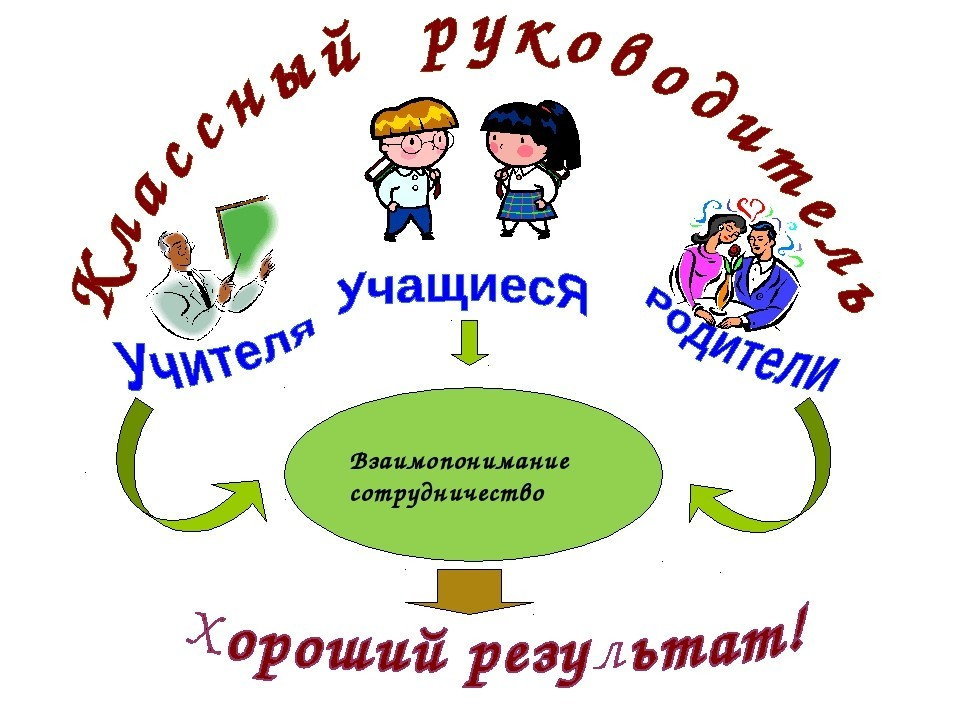 Классный руководитель
Учителя
учащиеся
Родители
Взаимопонимание
сотрудничество
Хороший результат!